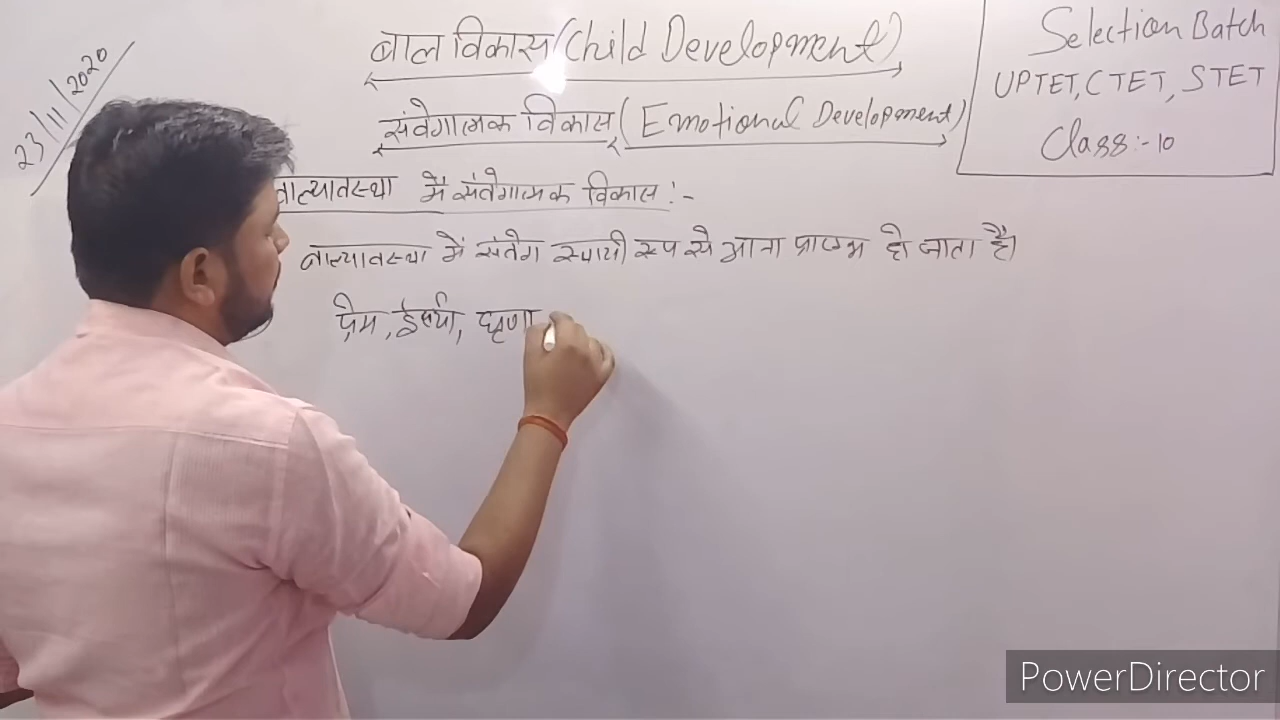 23/11/2020
बाल विकास (Child Development)
संवेगात्मक विकास (Emotional Development)
Selection Batch
UPTET, CTET, STET
Class:-10
बाल्यावस्था में संवेगात्मक विकास :-
बाल्यावस्था में संवेग स्थायी रूप से आना प्रारम्भ हो जाता है।
प्रेम, ईर्ष्या, घृणा
PowerDirector